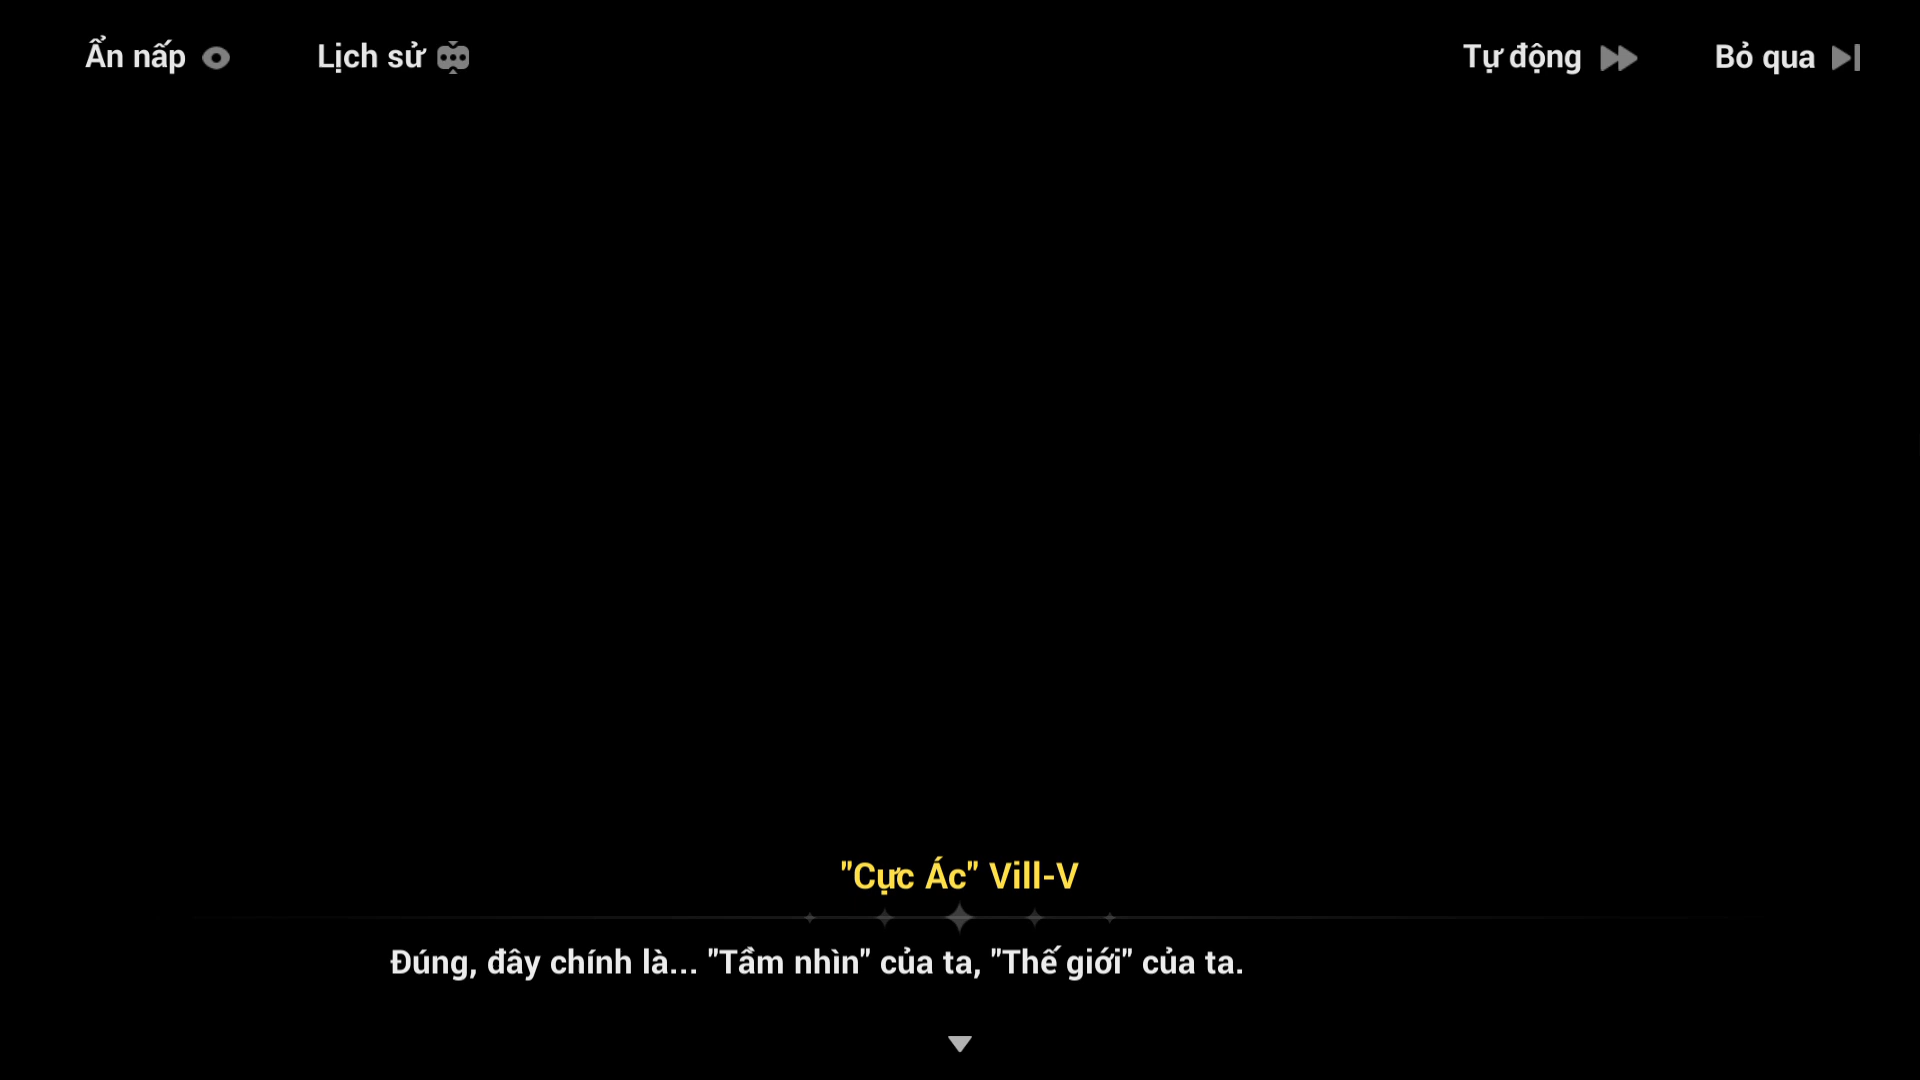 Ẩn nấp
Lịch sử
Tự động
Bỏ qua
"Cực Ác" Vill-V
Đúng, đây chính là... "Tầm nhìn" của ta, "Thế giới" của ta.